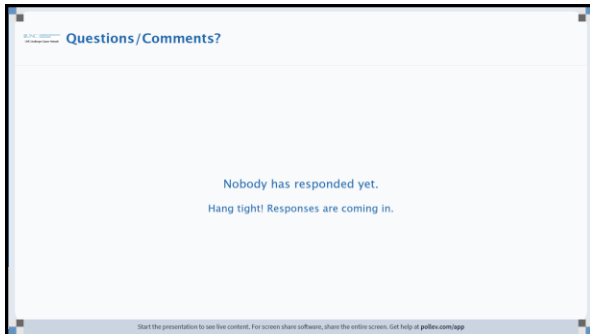 Questions/Comments?
Nobody has responded yet.
Hang tight! Responses are coming in.
Start the presentation to see live content. For screen share software, share the entire screen. Get help at pollev.com/app